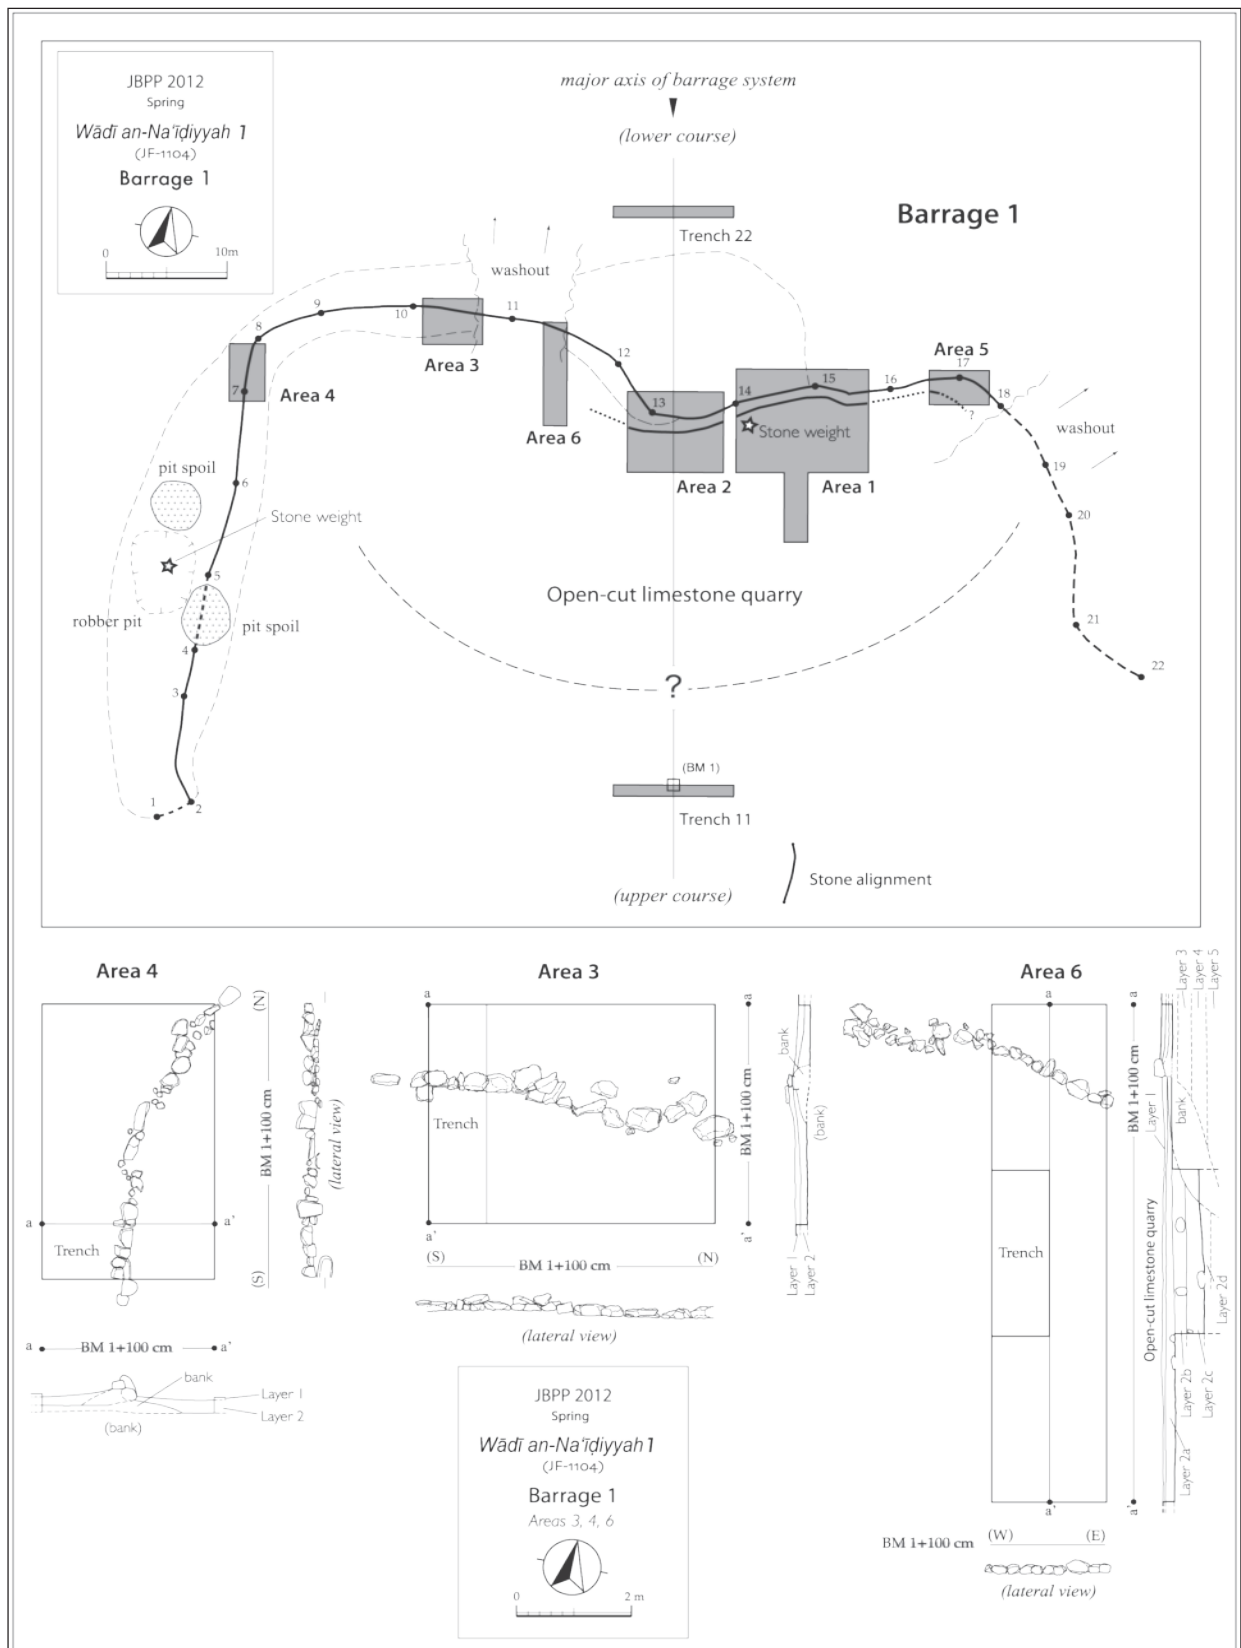 JBPP 2012
Spring
Wādī an-Na'īḍiyyah 1
(JF-1104)
Barrage 1
0 10m
major axis of barrage system
(lower course)
Barrage 1
Trench 22
washout
9
8
10
11
Area 3
7
Area 4
12
13
14
15
16
17
18
Area 5
?
Area 6
Stone weight
washout
Area 2
Area 1
19
20
pit spoil
6
Stone weight
5
Open-cut limestone quarry
robber pit
pit spoil
4
21
22
3
?
(BM 1)
1
2
Trench 11
Stone alignment
(upper course)
Area 4
(N)
BM 1+100 cm
(S)
(lateral view)
a a'
Trench
a BM 1+100 cm a'
bank
Layer 1
Layer 2
(bank)
Area 3
a
a
Trench
BM 1+100 cm
a'
a'
(S) BM 1+100 cm (N)
(lateral view)
bank
(bank)
Layer 1
Layer 2
JBPP 2012
Spring
Wādī an-Na'īḍiyyah 1
(JF-1104)
Barrage 1
Areas 3, 4, 6
0 2 m
Area 6
a
a
Trench
BM 1+100 cm
a'
a'
Layer 3
Layer 4
Layer 5
Layer 1
bank
Open-cut limestone quarry
Layer 2d
Layer 2b
Layer 2c
Layer 2a
BM 1+100 cm (W) (E)
(lateral view)